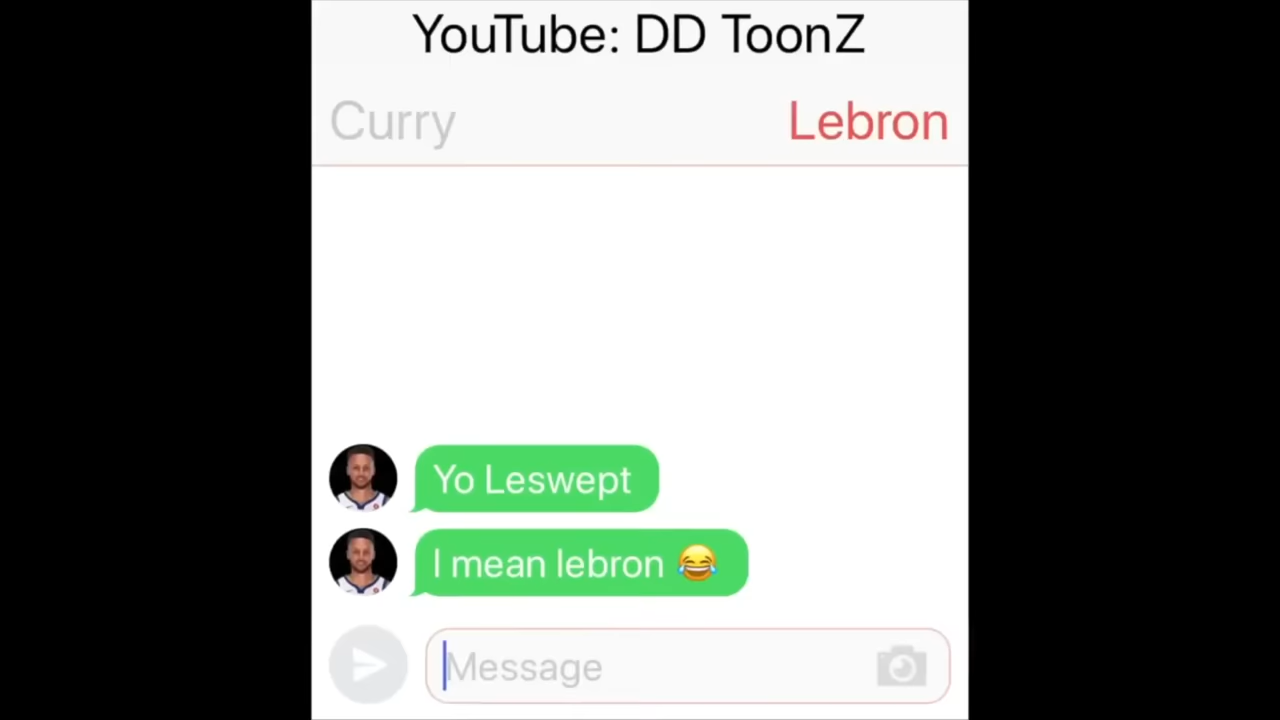 YouTube: DD ToonZ
Curry Lebron
Yo Leswept
I mean lebron 😂
Message